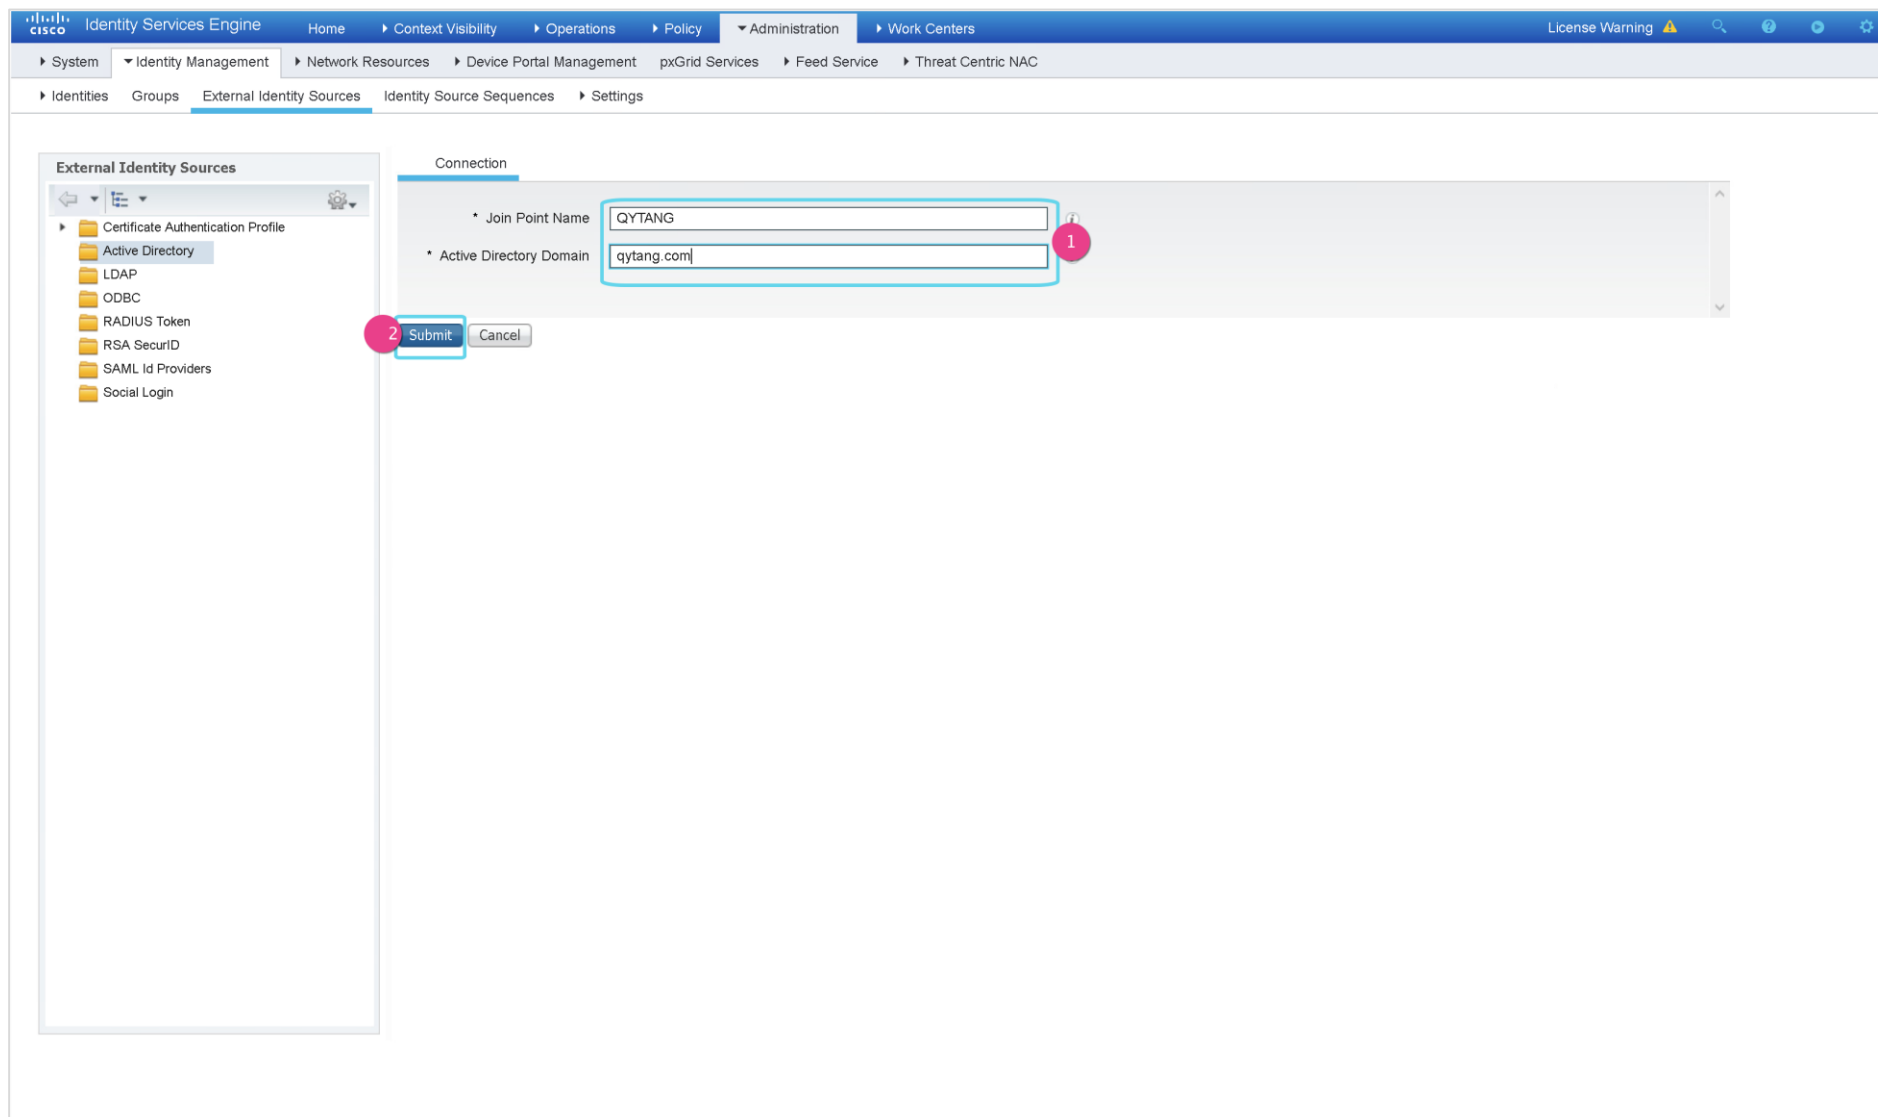 cisco Identity Services Engine Home Context Visibility Operations Policy Administration Work Centers License Warning
System Identity Management Network Resources Device Portal Management pxGrid Services Feed Service Threat Centric NAC
Identities Groups External Identity Sources Identity Source Sequences Settings
External Identity Sources
Certificate Authentication Profile
Active Directory
LDAP
ODBC
RADIUS Token
RSA SecurID
SAML Id Providers
Social Login
Connection
* Join Point Name QYTANG
1
* Active Directory Domain qytang.com
2 Submit Cancel